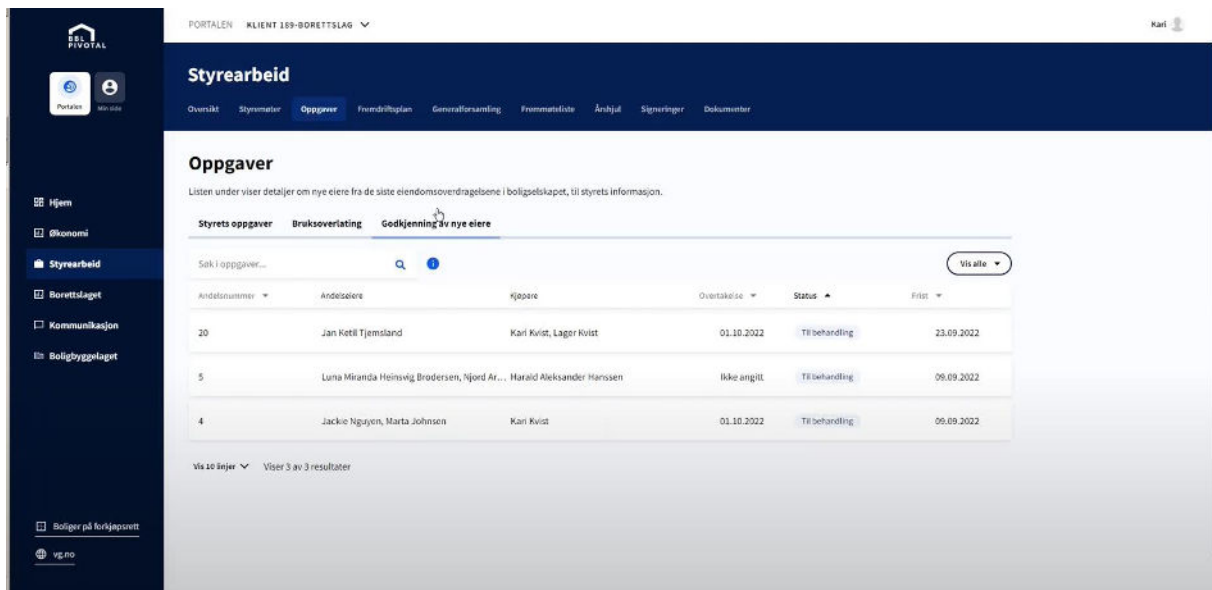 BBL
PIVOTAL
PORTALEN KLIENT 189-BORETTSLAG
Kari
Portalen
Min side
Styrearbeid
Oversikt Styremøter Oppgaver Fremdriftsplan Generalforsamling Fremmøteliste Årshjul Signeringer Dokumenter
Hjem
Økonomi
Styrearbeid
Borettslaget
Kommunikasjon
Boligbyggelaget
Boliger på forkjøpsrett
vg.no
Oppgaver
Listen under viser detaljer om nye eiere fra de siste eiendomsoverdragelsene i boligselskapet, til styrets informasjon.
Styrets oppgaver Bruksoverlating Godkjenning av nye eiere
Søk i oppgaver...
Vis alle
Andelsnummer Andelseiere Kjøpere Overtakelse Status Frist
20 Jan Ketil Tjemsland Kari Kvist, Lager Kvist 01.10.2022 Til behandling 23.09.2022
5 Luna Miranda Heinsvig Brodersen, Njord Ar... Harald Aleksander Hanssen Ikke angitt Til behandling 09.09.2022
4 Jackie Nguyen, Marta Johnsen Kari Kvist 01.10.2022 Til behandling 09.09.2022
Vis 10 linjer Viser 3 av 3 resultater